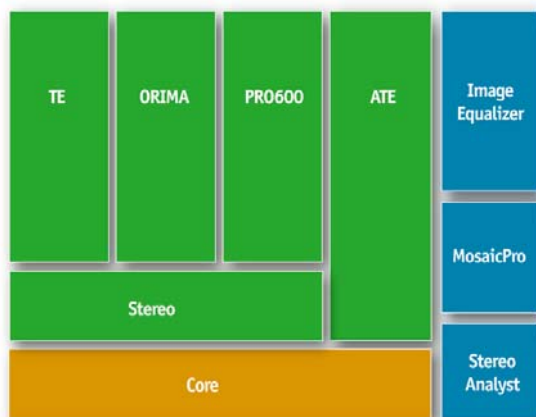 TE
ORIMA
PRO600
ATE
Image
Equalizer
MosaicPro
Stereo
Core
Stereo
Analyst